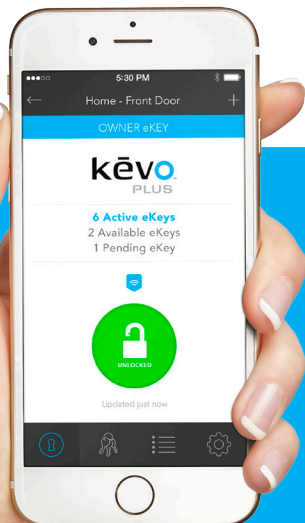 5:30 PM
Home - Front Door
OWNER eKEY
kēvo
PLUS
6 Active eKeys
2 Available eKeys
1 Pending eKey
UNLOCKED
Updated just now